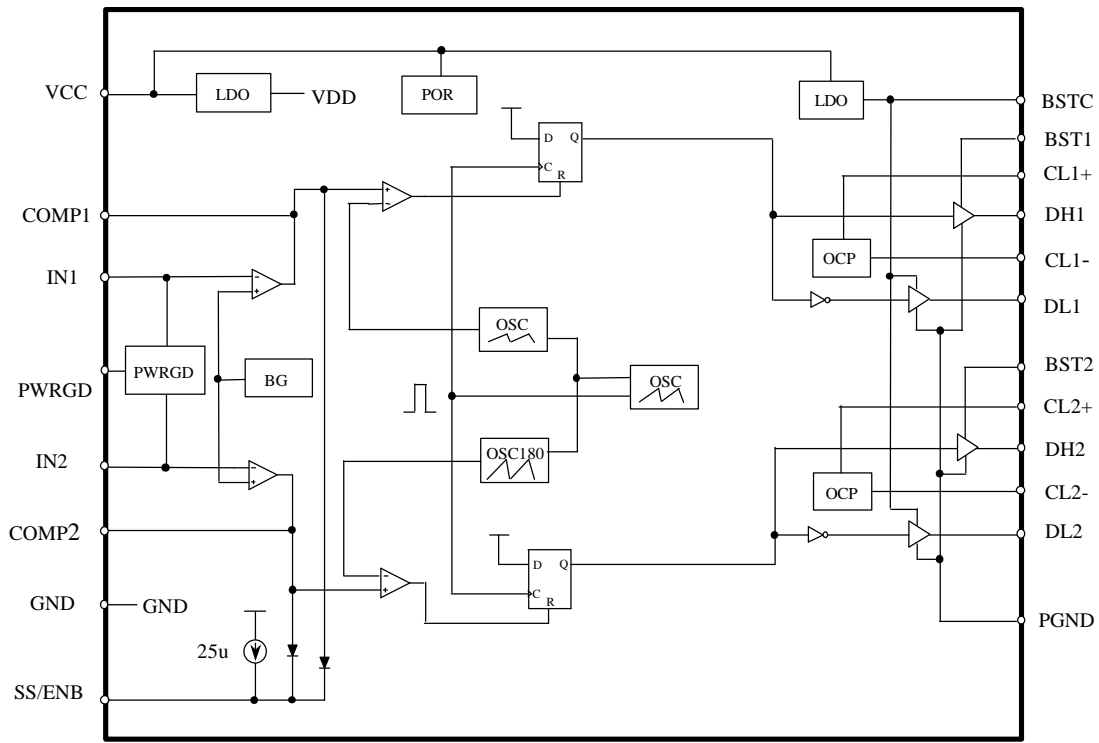 VCC
LDO
VDD
POR
LDO
BSTC
BST1
D
Q
C
R
CL1+
COMP1
+
−
DH1
OCP
CL1-
IN1
−
+
DL1
OSC
PWRGD
PWRGD
BG
OSC
BST2
CL2+
OSC180
DH2
IN2
−
+
OCP
CL2-
COMP2
DL2
D
Q
C
R
−
+
GND
GND
PGND
25u
SS/ENB